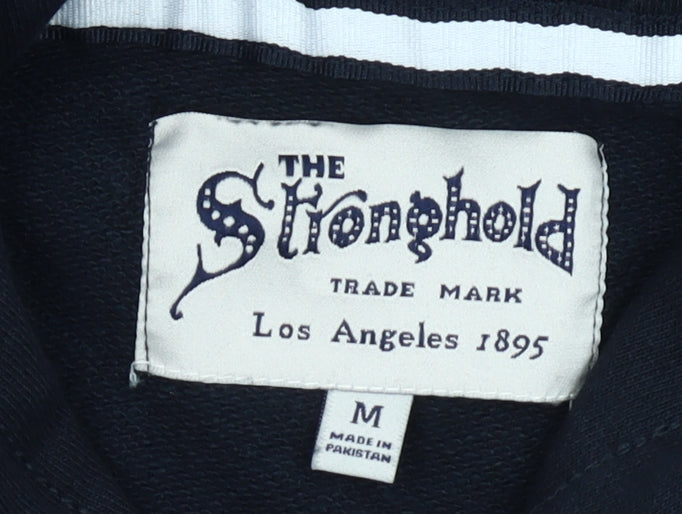 THE
Stronghold
TRADE MARK
Los Angeles 1895
M
MADE IN
PAKISTAN